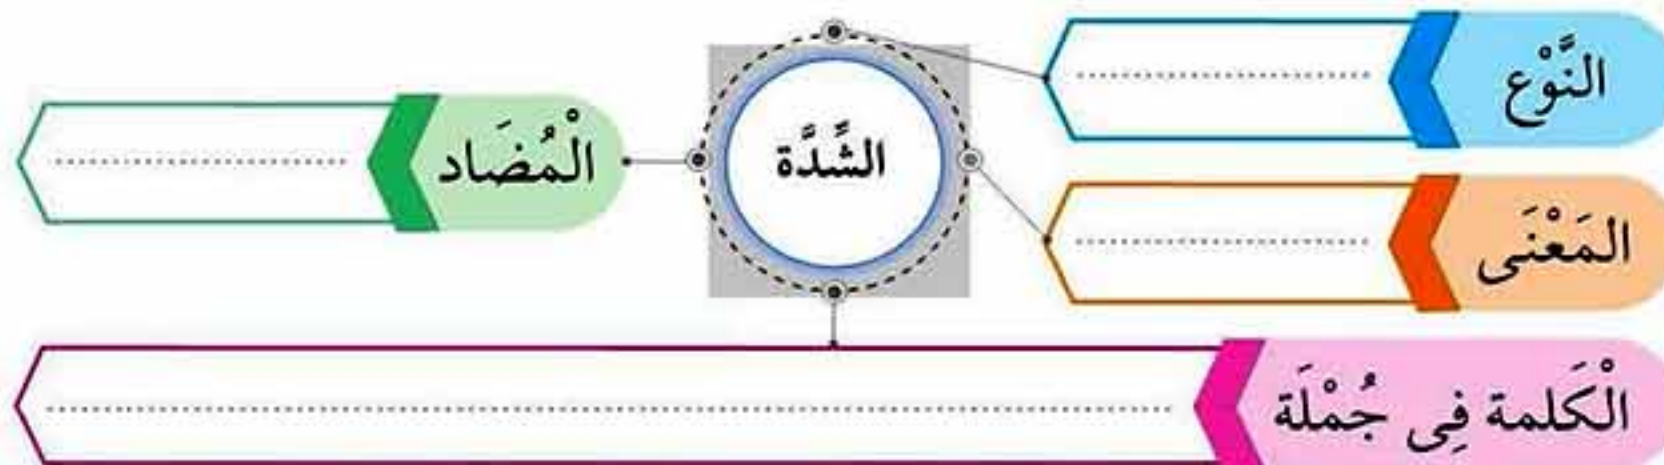 النَّوْع
الشِّدَّة
الْمُضَاد
المَعْنَى
الْكَلمة فِى جُمْلَة